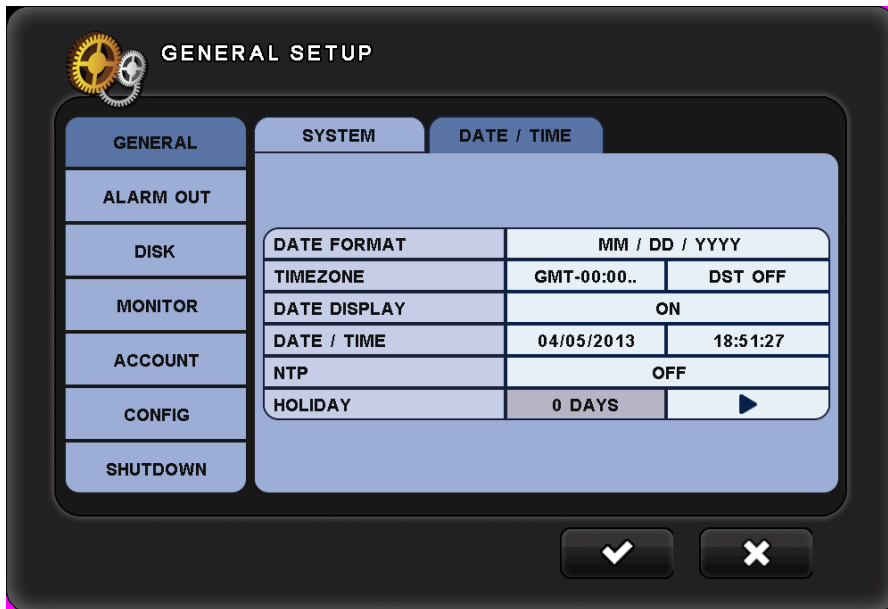 GENERAL SETUP
SYSTEM DATE / TIME
GENERAL
ALARM OUT
DISK
MONITOR
ACCOUNT
CONFIG
SHUTDOWN
DATE FORMAT MM / DD / YYYY
TIMEZONE GMT-00:00.. DST OFF
DATE DISPLAY ON
DATE / TIME 04/05/2013 18:51:27
NTP OFF
HOLIDAY 0 DAYS